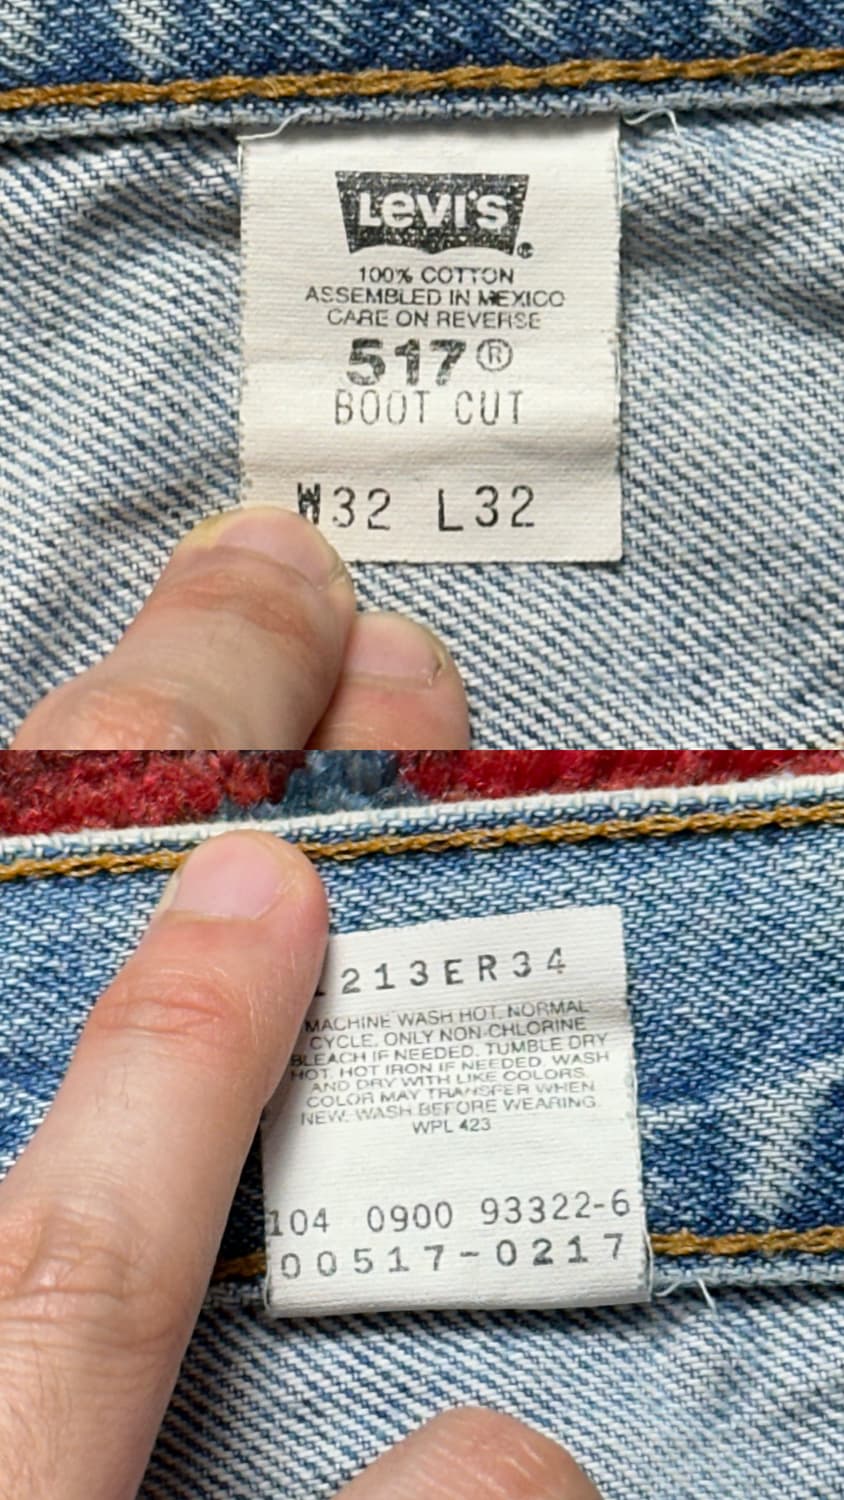 LEVI'S®
100% COTTON
ASSEMBLED IN MEXICO
CARE ON REVERSE
517®
BOOT CUT
W32 L32
213ER34
MACHINE WASH HOT. NORMAL
CYCLE. ONLY NON-CHLORINE
BLEACH IF NEEDED. TUMBLE DRY
HOT. HOT IRON IF NEEDED. WASH
AND DRY WITH LIKE COLORS.
COLOR MAY TRANSFER WHEN
NEW. WASH BEFORE WEARING.
WPL 423
104 0900 93322-6
00517-0217